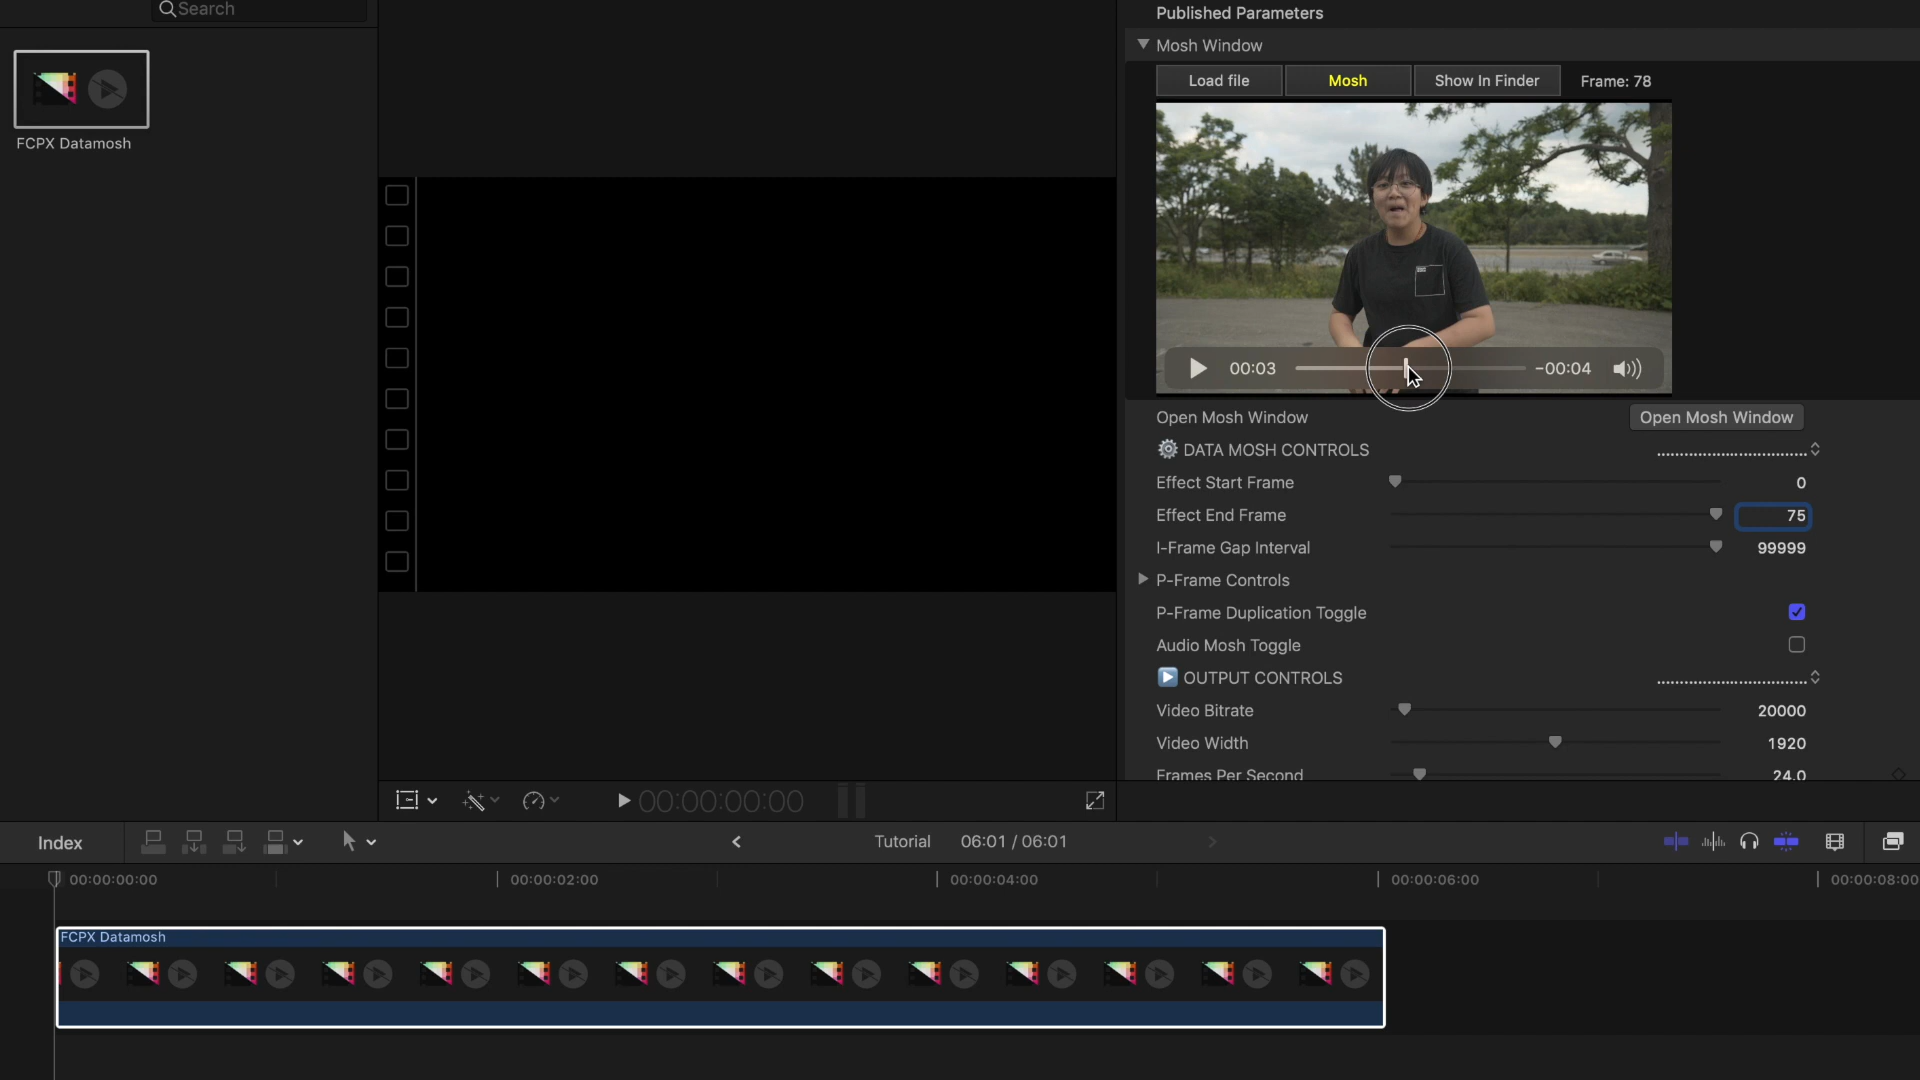 Search
FCPX Datamosh
Published Parameters
Mosh Window
Load file
Mosh
Show In Finder
Frame: 78
00:03
-00:04
Open Mosh Window
Open Mosh Window
DATA MOSH CONTROLS
Effect Start Frame
0
Effect End Frame
75
I-Frame Gap Interval
99999
P-Frame Controls
P-Frame Duplication Toggle
Audio Mosh Toggle
OUTPUT CONTROLS
Video Bitrate
20000
Video Width
1920
Frames Per Second
24.0
00:00:00:00
Index
Tutorial
06:01 / 06:01
00:00:00:00
00:00:02:00
00:00:04:00
00:00:06:00
00:00:08:00
FCPX Datamosh